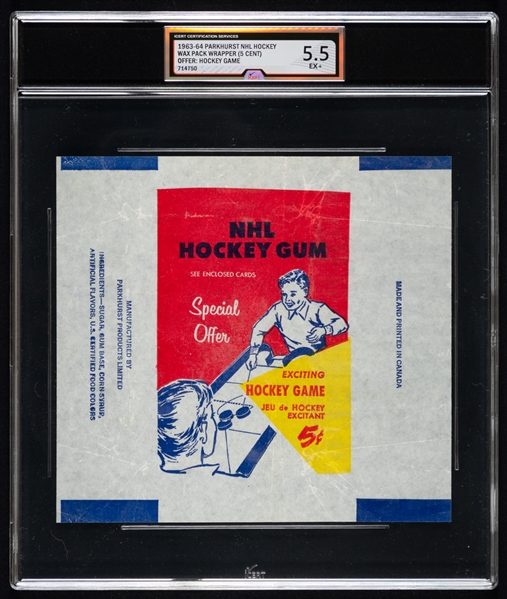 ICERT CERTIFICATION SERVICES
1963-64 PARKHURST NHL HOCKEY
WAX PACK WRAPPER (5 CENT)
OFFER: HOCKEY GAME
714750
5.5
EX+
NHL
HOCKEY GUM
SEE ENCLOSED CARDS
Special
Offer
EXCITING
HOCKEY GAME
JEU de HOCKEY
EXCITANT
5¢
MANUFACTURED BY
PARKHURST PRODUCTS LIMITED
INGREDIENTS—SUGAR, GUM BASE, CORN SYRUP,
ARTIFICIAL FLAVORS, U.S. CERTIFIED FOOD COLORS
MADE AND PRINTED IN CANADA
ICERT